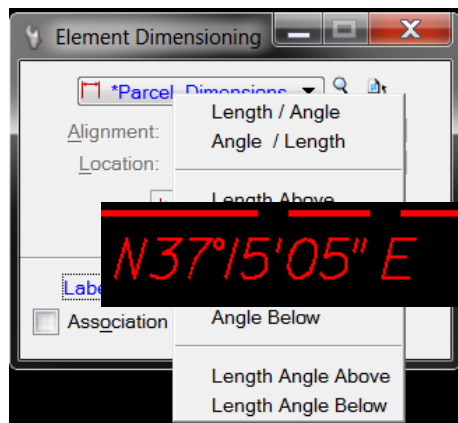 Element Dimensioning
*Parcel Dimensions
Length / Angle
Alignment:
Angle / Length
Location:
Length Above
N37°15'05" E
Angle Below
Association
Length Angle Above
Length Angle Below